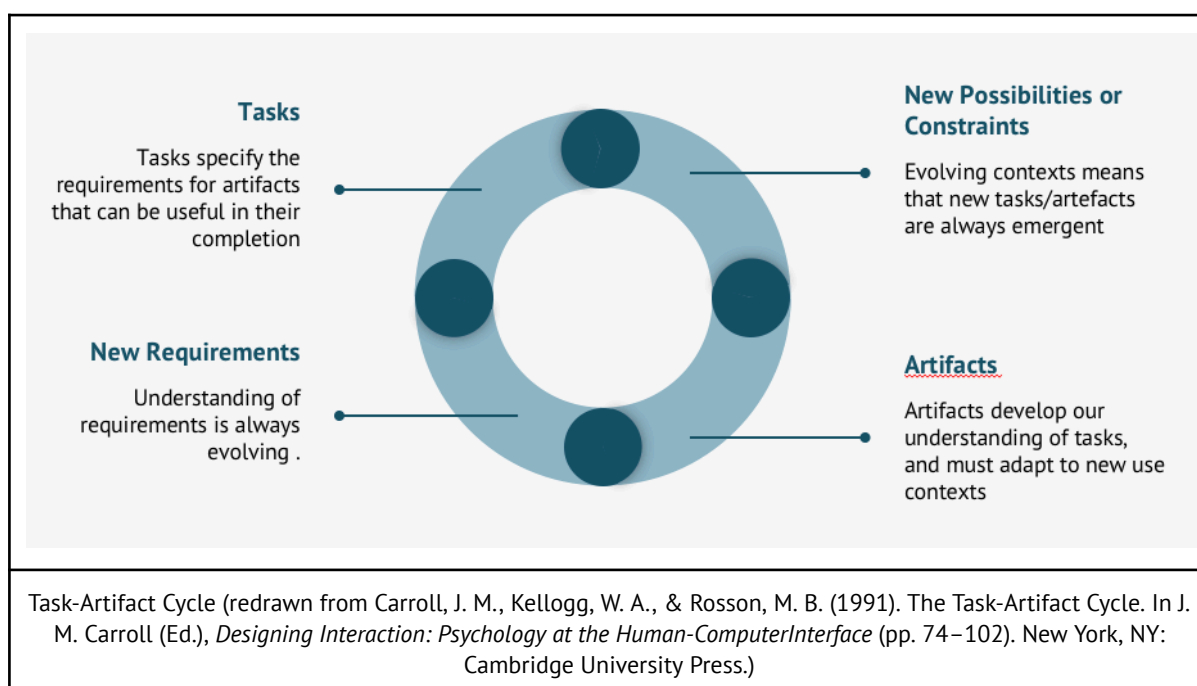 Tasks
Tasks specify the
requirements for artifacts
that can be useful in their
completion
New Possibilities or
Constraints
Evolving contexts means
that new tasks/artefacts
are always emergent
New Requirements
Understanding of
requirements is always
evolving .
Artifacts
Artifacts develop our
understanding of tasks,
and must adapt to new use
contexts
Task-Artifact Cycle (redrawn from Carroll, J. M., Kellogg, W. A., & Rosson, M. B. (1991). The Task-Artifact Cycle. In J.
M. Carroll (Ed.), Designing Interaction: Psychology at the Human-ComputerInterface (pp. 74–102). New York, NY:
Cambridge University Press.)